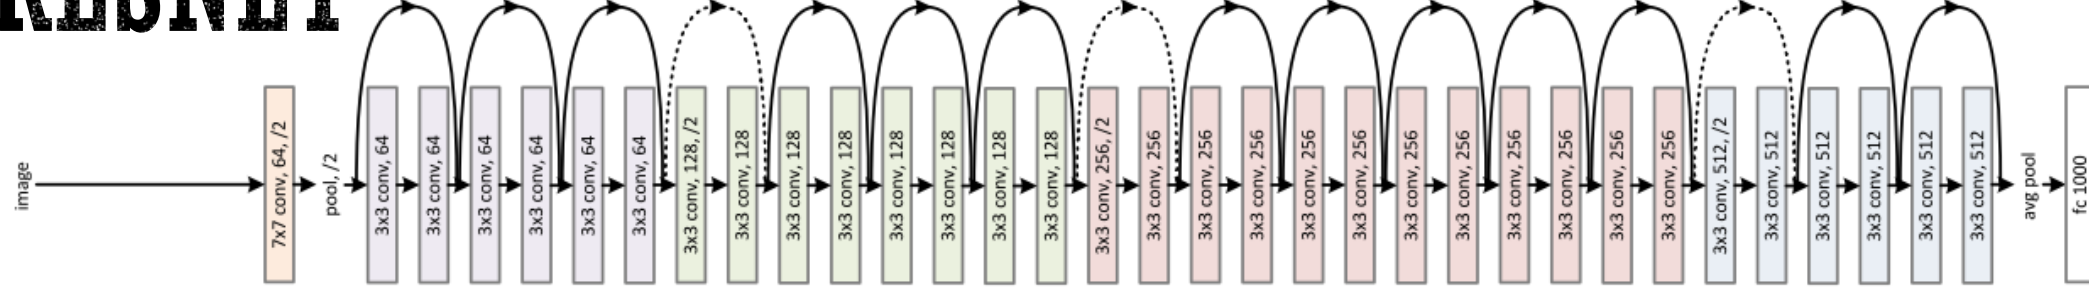 RESNET
image
7x7 conv, 64, /2
pool, /2
3x3 conv, 64
3x3 conv, 64
3x3 conv, 64
3x3 conv, 64
3x3 conv, 64
3x3 conv, 64
3x3 conv, 128, /2
3x3 conv, 128
3x3 conv, 128
3x3 conv, 128
3x3 conv, 128
3x3 conv, 128
3x3 conv, 128
3x3 conv, 128
3x3 conv, 256, /2
3x3 conv, 256
3x3 conv, 256
3x3 conv, 256
3x3 conv, 256
3x3 conv, 256
3x3 conv, 256
3x3 conv, 256
3x3 conv, 256
3x3 conv, 256
3x3 conv, 256
3x3 conv, 256
3x3 conv, 512, /2
3x3 conv, 512
3x3 conv, 512
3x3 conv, 512
3x3 conv, 512
3x3 conv, 512
avg pool
fc 1000